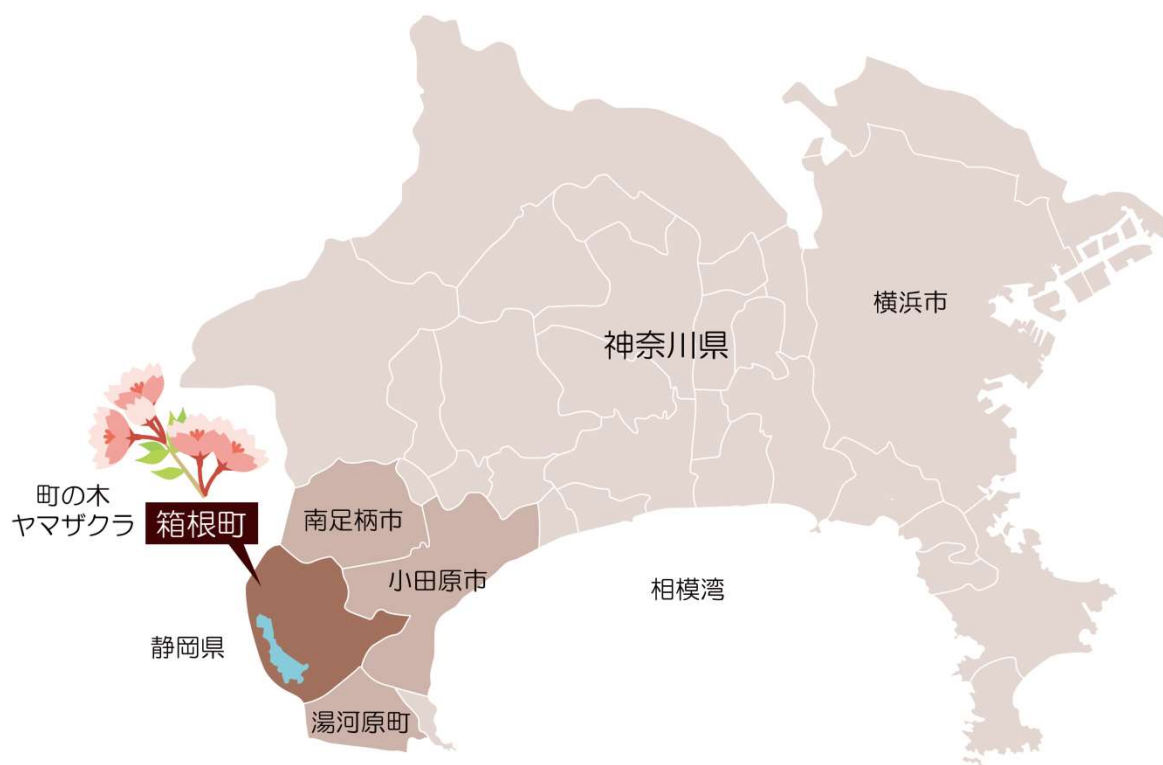 横浜市
神奈川県
町の木
ヤマザクラ
箱根町
南足柄市
小田原市
相模湾
静岡県
湯河原町